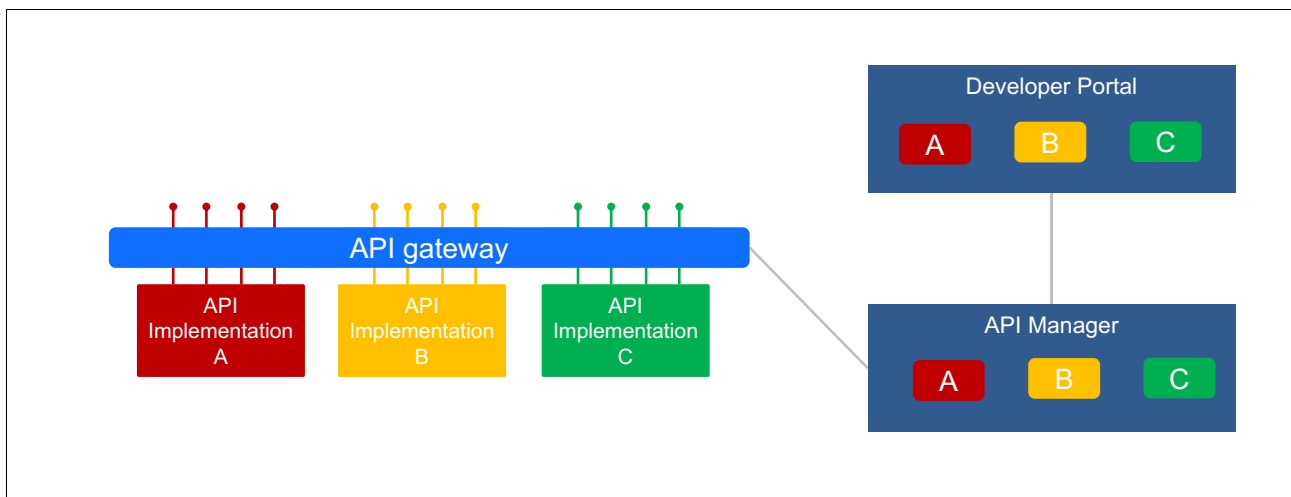 Developer Portal
A
B
C
API gateway
API
Implementation
A
API
Implementation
B
API
Implementation
C
API Manager
A
B
C